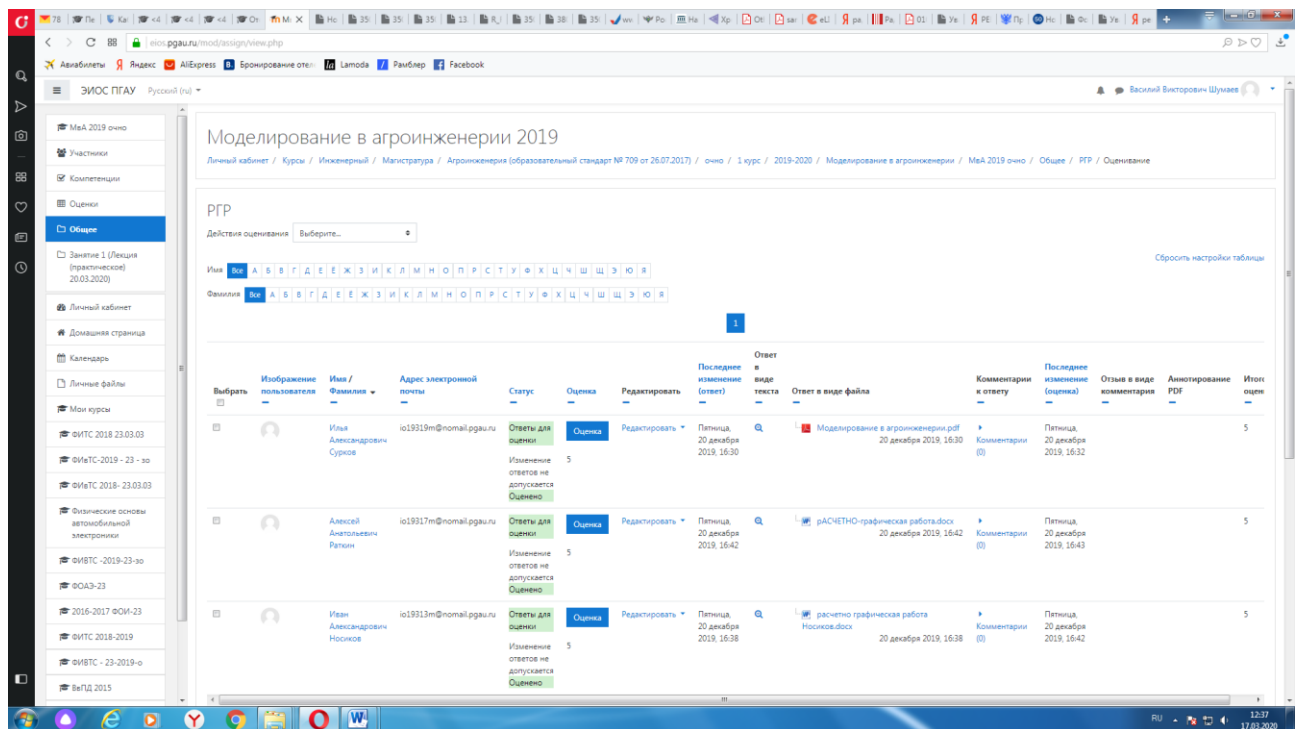 eios.pgau.ru/mod/assign/view.php
Авиабилеты Яндекс AliExpress Бронирование отел Lamoda Рамблер Facebook
ЭИОС ПГАУ Русский (ru)
Василий Викторович Шумаев
МвА 2019 очно
Участники
Компетенции
Оценки
Общее
Занятие 1 (Лекция
(практическое)
20.03.2020)
Личный кабинет
Домашняя страница
Календарь
Личные файлы
Мои курсы
ФИТС 2018 23.03.03
ФИвТС-2019 - 23 - зо
ФИвТС 2018- 23.03.03
Физические основы
автомобильной
электроники
ФИВТС -2019-23-зо
ФОАЭ-23
2016-2017 ФОИ-23
ФИТС 2018-2019
ФИВТС - 23-2019-о
ВвПД 2015
Моделирование в агроинженерии 2019
Личный кабинет / Курсы / Инженерный / Магистратура / Агроинженерия (образовательный стандарт № 709 от 26.07.2017) / очно / 1 курс / 2019-2020 / Моделирование в агроинженерии / МвА 2019 очно / Общее / РГР / Оценивание
РГР
Действия оценивания Выберите...
Сбросить настройки таблицы
Имя Все А Б В Г Д Е Ё Ж З И К Л М Н О П Р С Т У Ф Х Ц Ч Ш Щ Э Ю Я
Фамилия Все А Б В Г Д Е Ё Ж З И К Л М Н О П Р С Т У Ф Х Ц Ч Ш Щ Э Ю Я
1
Выбрать
Изображение
пользователя
Имя /
Фамилия
Адрес электронной
почты
Статус
Оценка
Редактировать
Последнее
изменение
(ответ)
Ответ
в
виде
текста
Ответ в виде файла
Комментарии
к ответу
Последнее
изменение
(оценка)
Отзыв в виде
комментария
Аннотирование
PDF
Итого
оцен
Илья
Александрович
Сурков
io19319m@nomail.pgau.ru
Ответы для
оценки
Изменение
ответов не
допускается
Оценено
Оценка
5
Редактировать
Пятница,
20 декабря
2019, 16:30
Моделирование в агроинженерии.pdf
20 декабря 2019, 16:30
Комментарии
(0)
Пятница,
20 декабря
2019, 16:32
5
Алексей
Анатольевич
Раткин
io19317m@nomail.pgau.ru
Ответы для
оценки
Изменение
ответов не
допускается
Оценено
Оценка
5
Редактировать
Пятница,
20 декабря
2019, 16:42
рАСЧЕТНО-графическая работа.docx
20 декабря 2019, 16:42
Комментарии
(0)
Пятница,
20 декабря
2019, 16:43
5
Иван
Александрович
Носиков
io19313m@nomail.pgau.ru
Ответы для
оценки
Изменение
ответов не
допускается
Оценено
Оценка
5
Редактировать
Пятница,
20 декабря
2019, 16:38
расчетно графическая работа
Носиков.docx
20 декабря 2019, 16:38
Комментарии
(0)
Пятница,
20 декабря
2019, 16:42
5
RU
12:37
17.03.2020